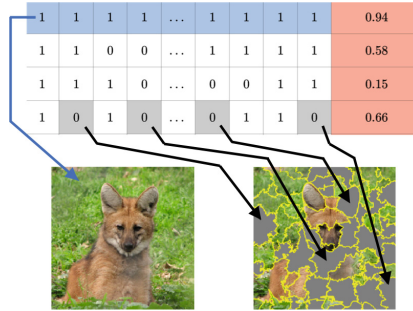 1 1 1 1 ... 1 1 1 1 0.94
1 1 0 0 ... 1 1 1 1 0.58
1 1 1 0 ... 0 0 1 1 0.15
1 0 1 0 ... 0 1 1 0 0.66